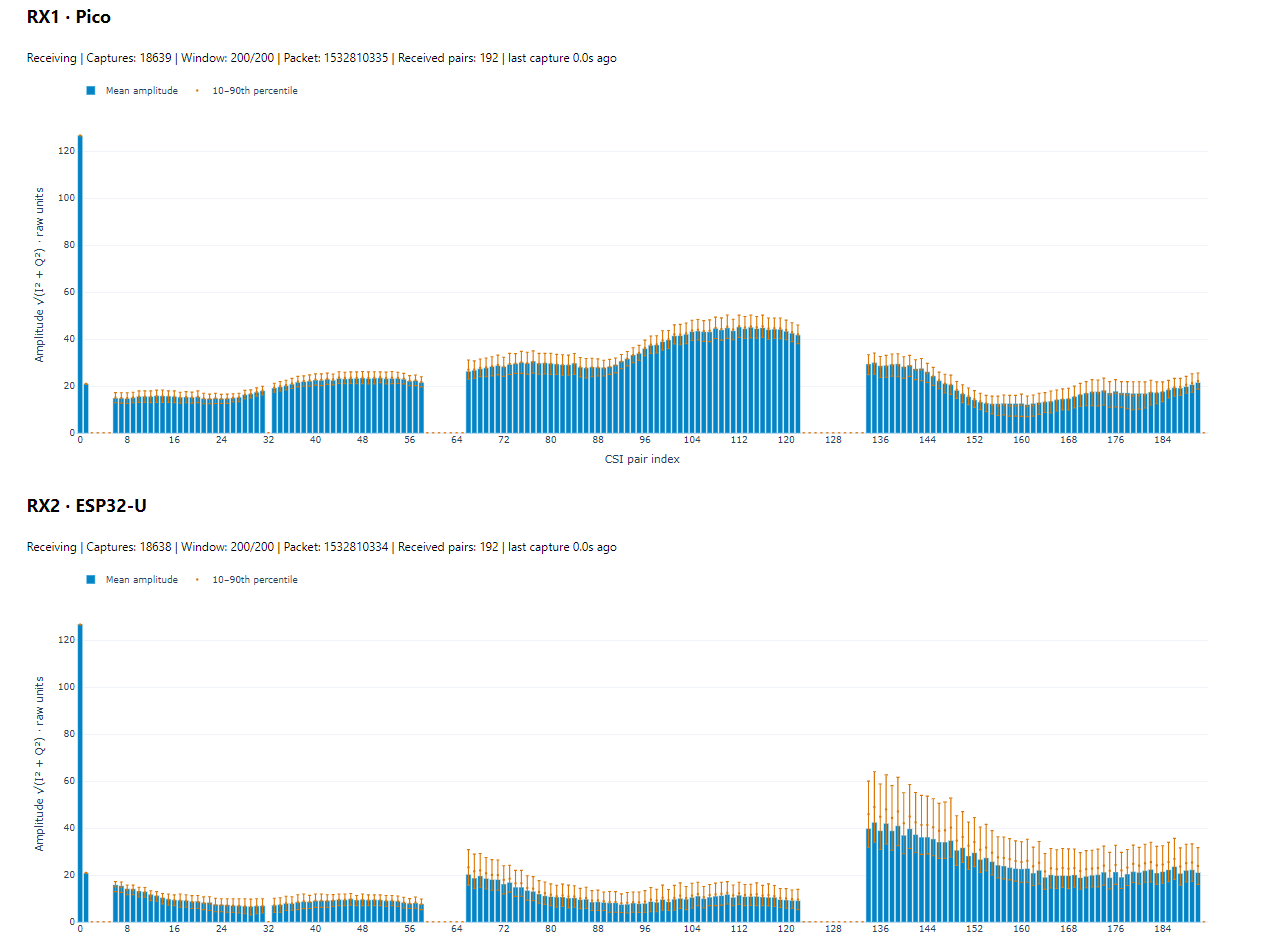 RX1 · Pico
Receiving | Captures: 18639 | Window: 200/200 | Packet: 1532810335 | Received pairs: 192 | last capture 0.0s ago
Mean amplitude 10–90th percentile
Amplitude √(I² + Q²) · raw units
120
100
80
60
40
20
0
0 8 16 24 32 40 48 56 64 72 80 88 96 104 112 120 128 136 144 152 160 168 176 184
CSI pair index
RX2 · ESP32-U
Receiving | Captures: 18638 | Window: 200/200 | Packet: 1532810334 | Received pairs: 192 | last capture 0.0s ago
Mean amplitude 10–90th percentile
Amplitude √(I² + Q²) · raw units
120
100
80
60
40
20
0
0 8 16 24 32 40 48 56 64 72 80 88 96 104 112 120 128 136 144 152 160 168 176 184